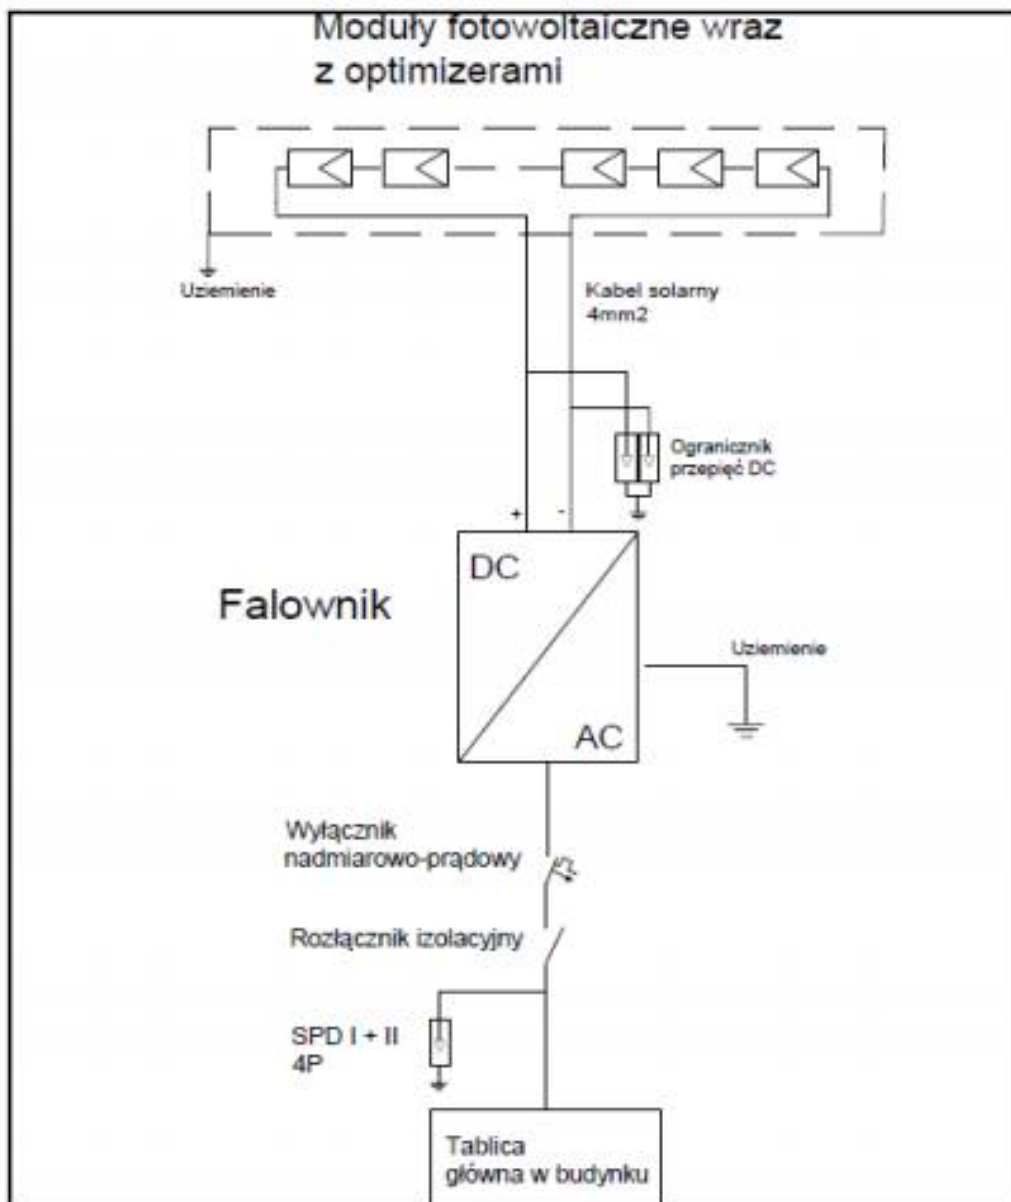 Moduły fotowoltaiczne wraz
z optimizerami
Uziemienie
Kabel solarny
4mm2
Ogranicznik
przepięć DC
+ -
DC
Falownik
Uziemienie
AC
Wyłącznik
nadmiarowo-prądowy
Rozłącznik izolacyjny
SPD I + II
4P
Tablica
główna w budynku